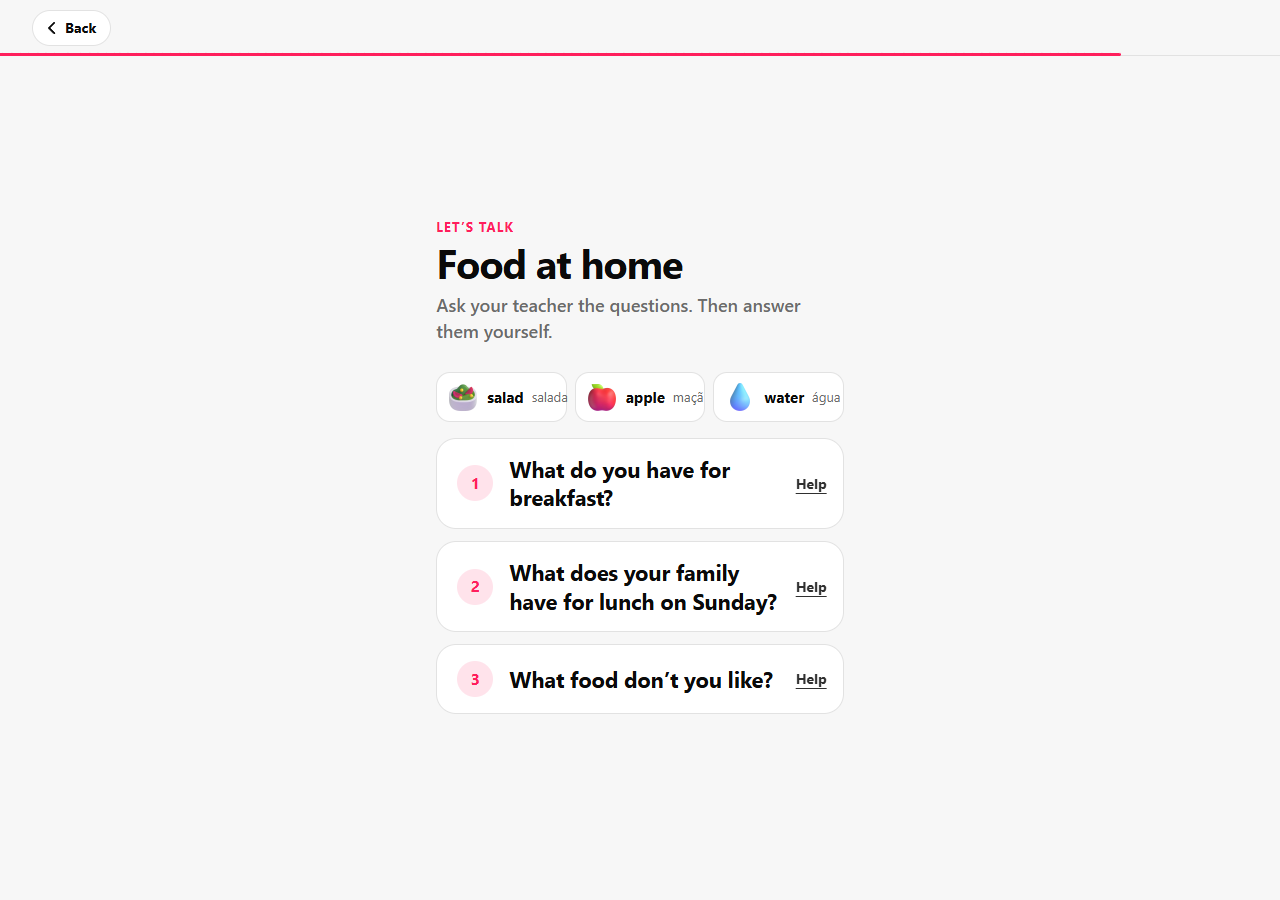 Back
LET’S TALK
Food at home
Ask your teacher the questions. Then answer
them yourself.
salad salada
apple maçã
water água
1
What do you have for
breakfast?
Help
2
What does your family
have for lunch on Sunday?
Help
3
What food don’t you like?
Help